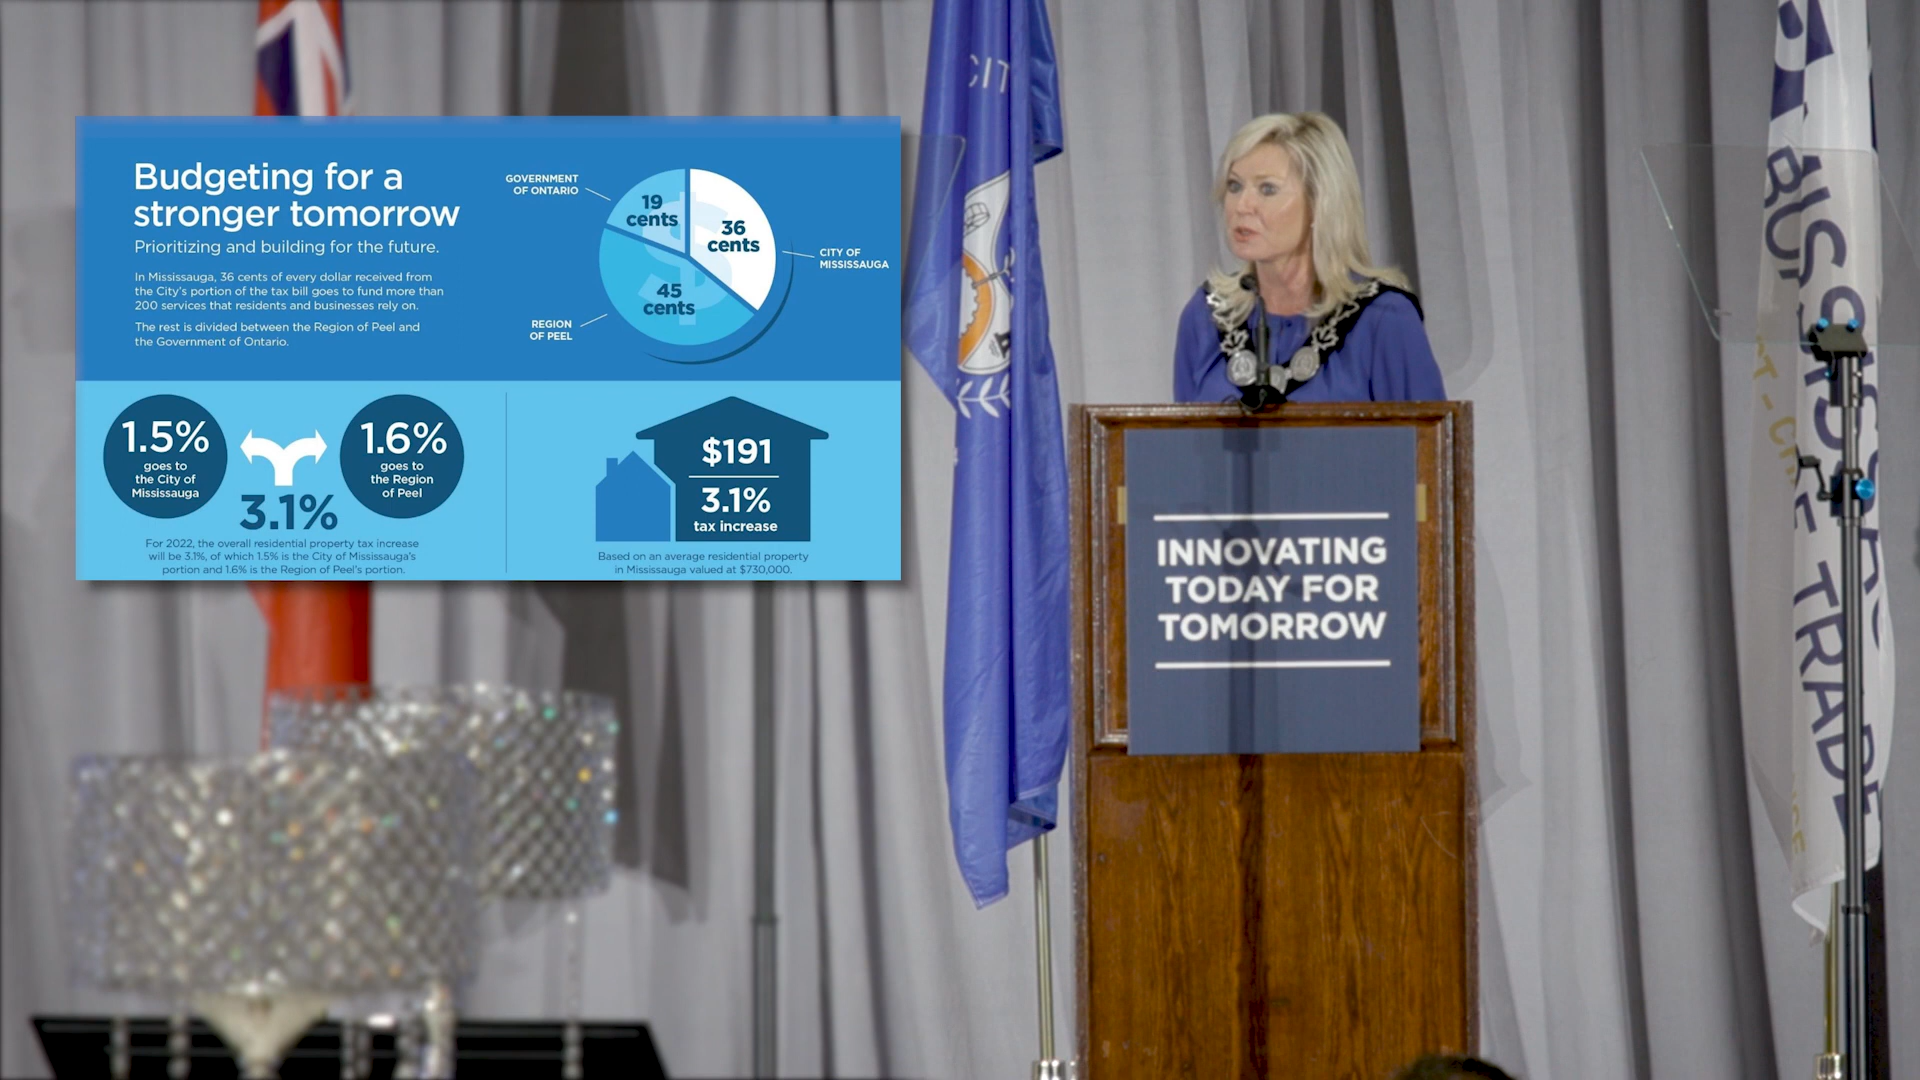 Budgeting for a
stronger tomorrow
Prioritizing and building for the future.
In Mississauga, 36 cents of every dollar received from
the City's portion of the tax bill goes to fund more than
200 services that residents and businesses rely on.
The rest is divided between the Region of Peel and
the Government of Ontario.
GOVERNMENT
OF ONTARIO
19
cents
36
cents
CITY OF
MISSISSAUGA
45
cents
REGION
OF PEEL
1.5%
goes to
the City of
Mississauga
1.6%
goes to
the Region
of Peel
3.1%
For 2022, the overall residential property tax increase
will be 3.1%, of which 1.5% is the City of Mississauga's
portion and 1.6% is the Region of Peel's portion.
$191
3.1%
tax increase
Based on an average residential property
in Mississauga valued at $730,000.
CIT
INNOVATING
TODAY FOR
TOMORROW
OF TRADE